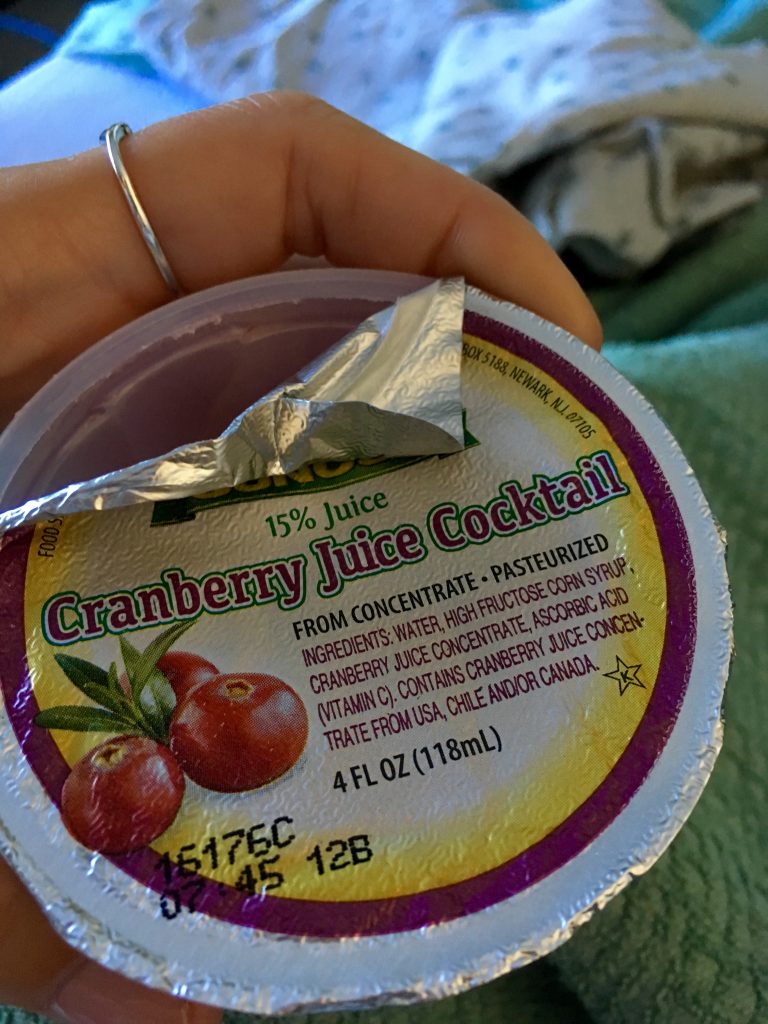 BOX 5188, NEWARK, N.J. 07105
FOOD S
15% Juice
Cranberry Juice Cocktail
FROM CONCENTRATE • PASTEURIZED
INGREDIENTS: WATER, HIGH FRUCTOSE CORN SYRUP,
CRANBERRY JUICE CONCENTRATE, ASCORBIC ACID
(VITAMIN C). CONTAINS CRANBERRY JUICE CONCEN-
TRATE FROM USA, CHILE AND/OR CANADA.
K
4 FL OZ (118mL)
16176C
07:45 12B